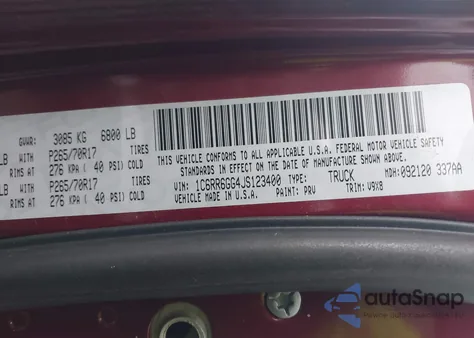 GVWR: 3085 KG 6800 LB
LB WITH P265/70R17 TIRES
RIMS AT 276 KPA ( 40 PSI) COLD
LB WITH P265/70R17 TIRES
RIMS AT 276 KPA ( 40 PSI) COLD
THIS VEHICLE CONFORMS TO ALL APPLICABLE U.S.A. FEDERAL MOTOR VEHICLE SAFETY
STANDARDS IN EFFECT ON THE DATE OF MANUFACTURE SHOWN ABOVE.
VIN: 1C6RR6GG4JS123400 TYPE: TRUCK MDH: 092120 337AA
VEHICLE MADE IN U.S.A. PAINT: PRV TRIM: V9X8
autoSnap